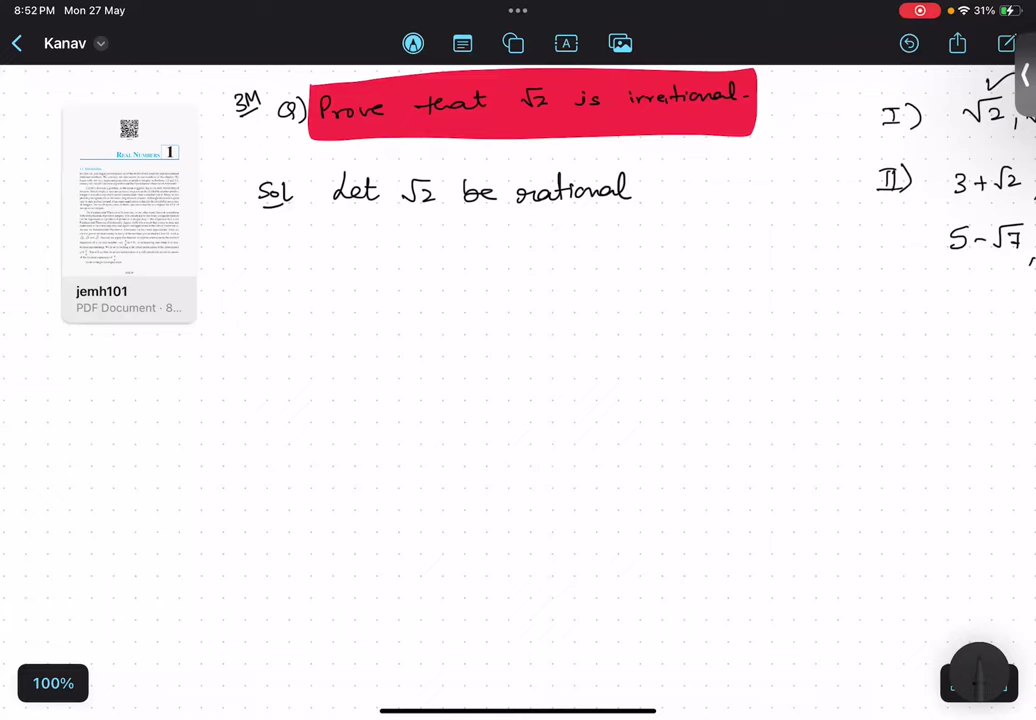 8:52 PM Mon 27 May
31%
Kanav
A
3M Q) Prove that √2 is irrational.
I) √2,
Sol Let √2 be rational
II) 3 + √2
5 - √7
REAL NUMBERS 1
jemh101
PDF Document · 8...
100%